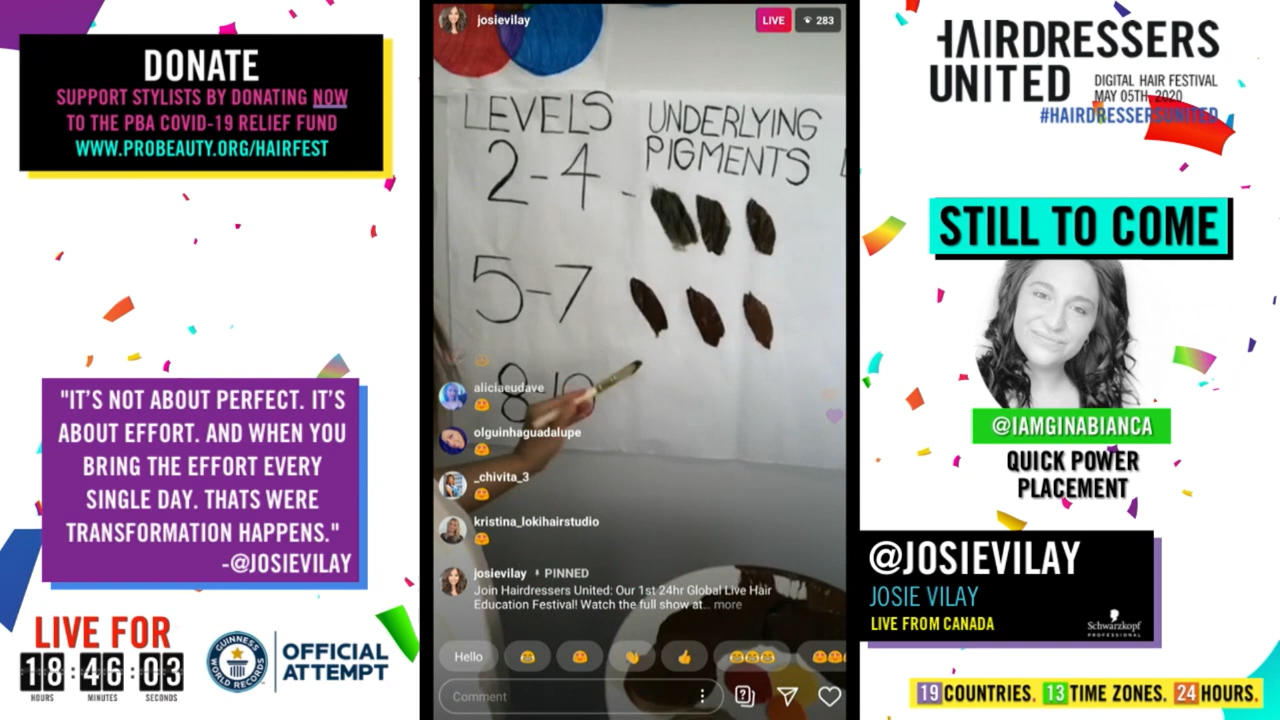 DONATE
SUPPORT STYLISTS BY DONATING NOW
TO THE PBA COVID-19 RELIEF FUND
WWW.PROBEAUTY.ORG/HAIRFEST
"IT'S NOT ABOUT PERFECT. IT'S
ABOUT EFFORT. AND WHEN YOU
BRING THE EFFORT EVERY
SINGLE DAY. THATS WERE
TRANSFORMATION HAPPENS."
-@JOSIEVILAY
LIVE FOR
18:46:03
HOURS MINUTES SECONDS
GUINNESS
WORLD RECORDS
OFFICIAL
ATTEMPT
josievilay
LIVE
283
LEVELS
UNDERLYING
PIGMENTS
2-4 -
5-7
8-10
aliciaeudave
olguinhaguadalupe
_chivita_3
kristina_lokihairstudio
josievilay PINNED
Join Hairdressers United: Our 1st 24hr Global Live Hair
Education Festival! Watch the full show at... more
Hello
Comment
HAIRDRESSERS
UNITED
DIGITAL HAIR FESTIVAL
MAY 05TH, 2020
#HAIRDRESSERSUNITED
STILL TO COME
@IAMGINABIANCA
QUICK POWER
PLACEMENT
@JOSIEVILAY
JOSIE VILAY
LIVE FROM CANADA
Schwarzkopf
PROFESSIONAL
19 COUNTRIES. 13 TIME ZONES. 24 HOURS.